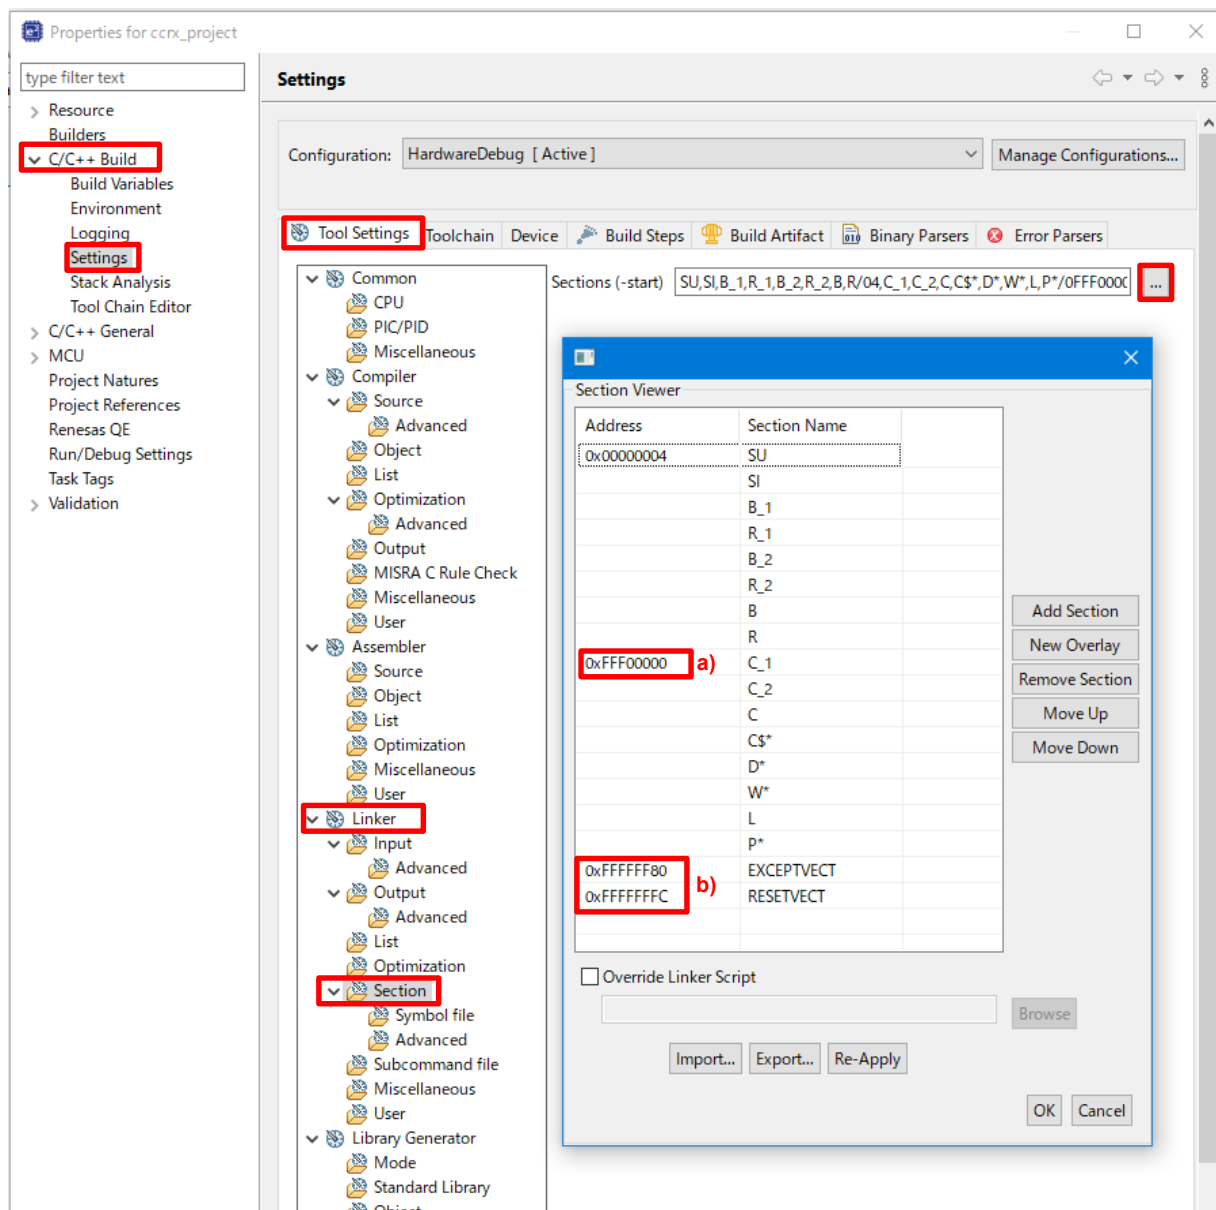 Properties for ccrx_project
type filter text
Resource
Builders
C/C++ Build
Build Variables
Environment
Logging
Settings
Stack Analysis
Tool Chain Editor
C/C++ General
MCU
Project Natures
Project References
Renesas QE
Run/Debug Settings
Task Tags
Validation
Settings
Configuration:
HardwareDebug [ Active ]
Manage Configurations...
Tool Settings
Toolchain
Device
Build Steps
Build Artifact
Binary Parsers
Error Parsers
Common
CPU
PIC/PID
Miscellaneous
Compiler
Source
Advanced
Object
List
Optimization
Advanced
Output
MISRA C Rule Check
Miscellaneous
User
Assembler
Source
Object
List
Optimization
Miscellaneous
User
Linker
Input
Advanced
Output
Advanced
List
Optimization
Section
Symbol file
Advanced
Subcommand file
Miscellaneous
User
Library Generator
Mode
Standard Library
Object
Sections (-start)
SU,SI,B_1,R_1,B_2,R_2,B,R/04,C_1,C_2,C,C$*,D*,W*,L,P*/0FFF0000
...
Section Viewer
Address Section Name
0x00000004 SU
SI
B_1
R_1
B_2
R_2
B
R
0xFFF00000 a) C_1
C_2
C
C$*
D*
W*
L
P*
0xFFFFFF80 EXCEPTVECT
b)
0xFFFFFFFC RESETVECT
Add Section
New Overlay
Remove Section
Move Up
Move Down
Override Linker Script
Browse
Import...
Export...
Re-Apply
OK
Cancel